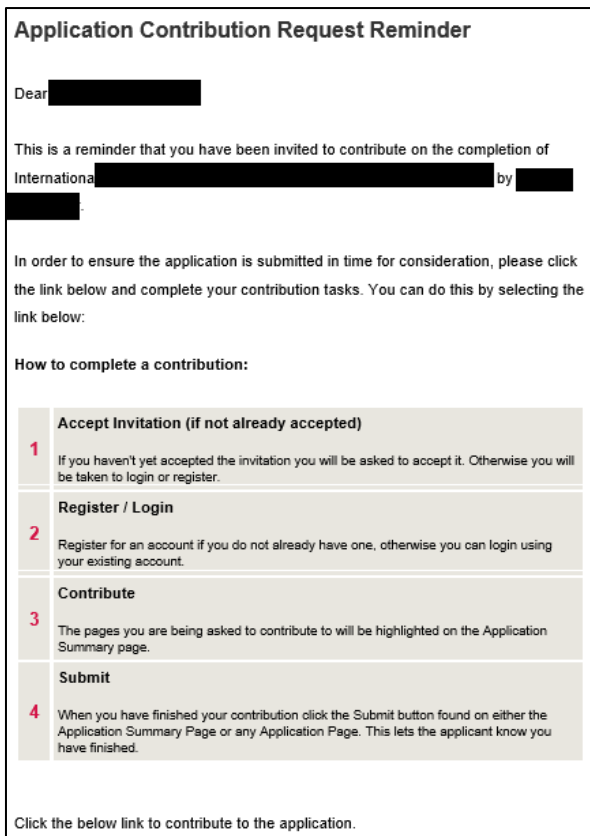 Application Contribution Request Reminder
Dear
This is a reminder that you have been invited to contribute on the completion of
Internationa by
.
In order to ensure the application is submitted in time for consideration, please click
the link below and complete your contribution tasks. You can do this by selecting the
link below:
How to complete a contribution:
Accept Invitation (if not already accepted)
1
If you haven't yet accepted the invitation you will be asked to accept it. Otherwise you will
be taken to login or register.
Register / Login
2
Register for an account if you do not already have one, otherwise you can login using
your existing account.
Contribute
3
The pages you are being asked to contribute to will be highlighted on the Application
Summary page.
Submit
4
When you have finished your contribution click the Submit button found on either the
Application Summary Page or any Application Page. This lets the applicant know you
have finished.
Click the below link to contribute to the application.